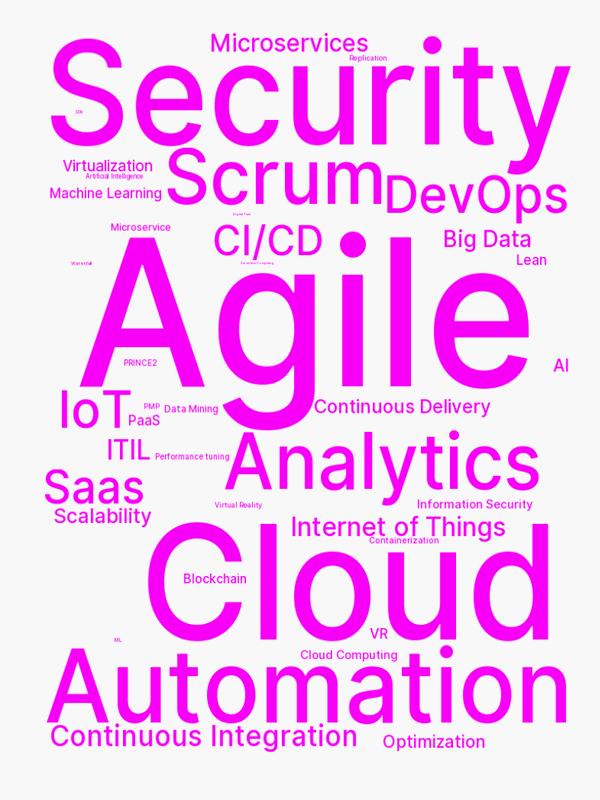 Microservices
Replication
Security
Virtualization
Artificial Intelligence
Scrum
Machine Learning
DevOps
Microservice
CI/CD
Big Data
Lean
Waterfall
Agile
PRINCE2
AI
IoT
PMP
Data Mining
PaaS
Continuous Delivery
ITIL
Performance tuning
Analytics
Saas
Virtual Reality
Information Security
Scalability
Internet of Things
Containerization
Cloud
Blockchain
VR
ML
Cloud Computing
Automation
Continuous Integration
Optimization